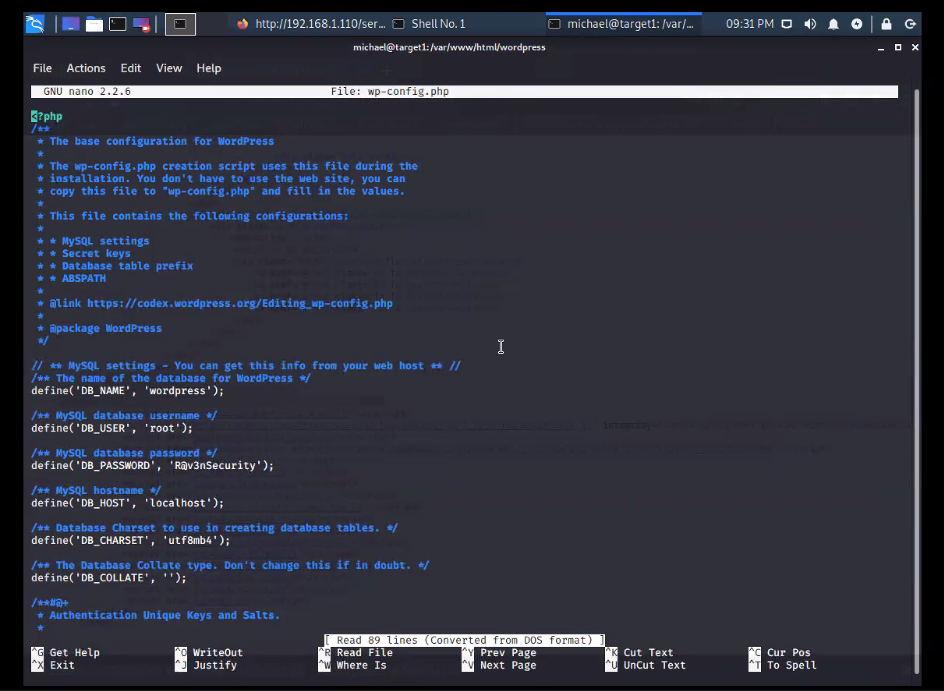 http://192.168.1.110/ser...
Shell No. 1
michael@target1: /var/...
09:31 PM
michael@target1:/var/www/html/wordpress
File Actions Edit View Help
GNU nano 2.2.6 File: wp-config.php
<?php
/**
* The base configuration for WordPress
*
* The wp-config.php creation script uses this file during the
* installation. You don't have to use the web site, you can
* copy this file to "wp-config.php" and fill in the values.
*
* This file contains the following configurations:
*
* * MySQL settings
* * Secret keys
* * Database table prefix
* * ABSPATH
*
* @link https://codex.wordpress.org/Editing_wp-config.php
*
* @package WordPress
*/
// ** MySQL settings - You can get this info from your web host ** //
/** The name of the database for WordPress */
define('DB_NAME', 'wordpress');
/** MySQL database username */
define('DB_USER', 'root');
/** MySQL database password */
define('DB_PASSWORD', 'R@v3nSecurity');
/** MySQL hostname */
define('DB_HOST', 'localhost');
/** Database Charset to use in creating database tables. */
define('DB_CHARSET', 'utf8mb4');
/** The Database Collate type. Don't change this if in doubt. */
define('DB_COLLATE', '');
/**#@+
* Authentication Unique Keys and Salts.
*
[ Read 89 lines (Converted from DOS format) ]
^G Get Help ^O WriteOut ^R Read File ^Y Prev Page ^K Cut Text ^C Cur Pos
^X Exit ^J Justify ^W Where Is ^V Next Page ^U UnCut Text ^T To Spell